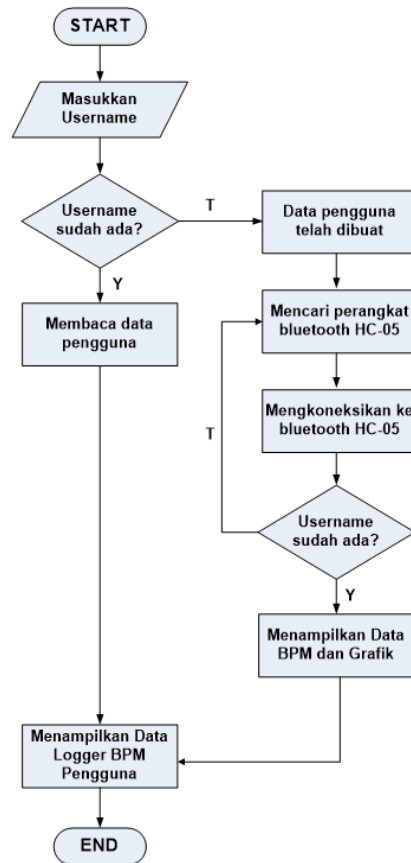 START
Masukkan
Username
Username
sudah ada?
T
Y
Data pengguna
telah dibuat
Membaca data
pengguna
Mencari perangkat
bluetooth HC-05
Mengkoneksikan ke
bluetooth HC-05
T
Username
sudah ada?
Y
Menampilkan Data
BPM dan Grafik
Menampilkan Data
Logger BPM
Pengguna
END